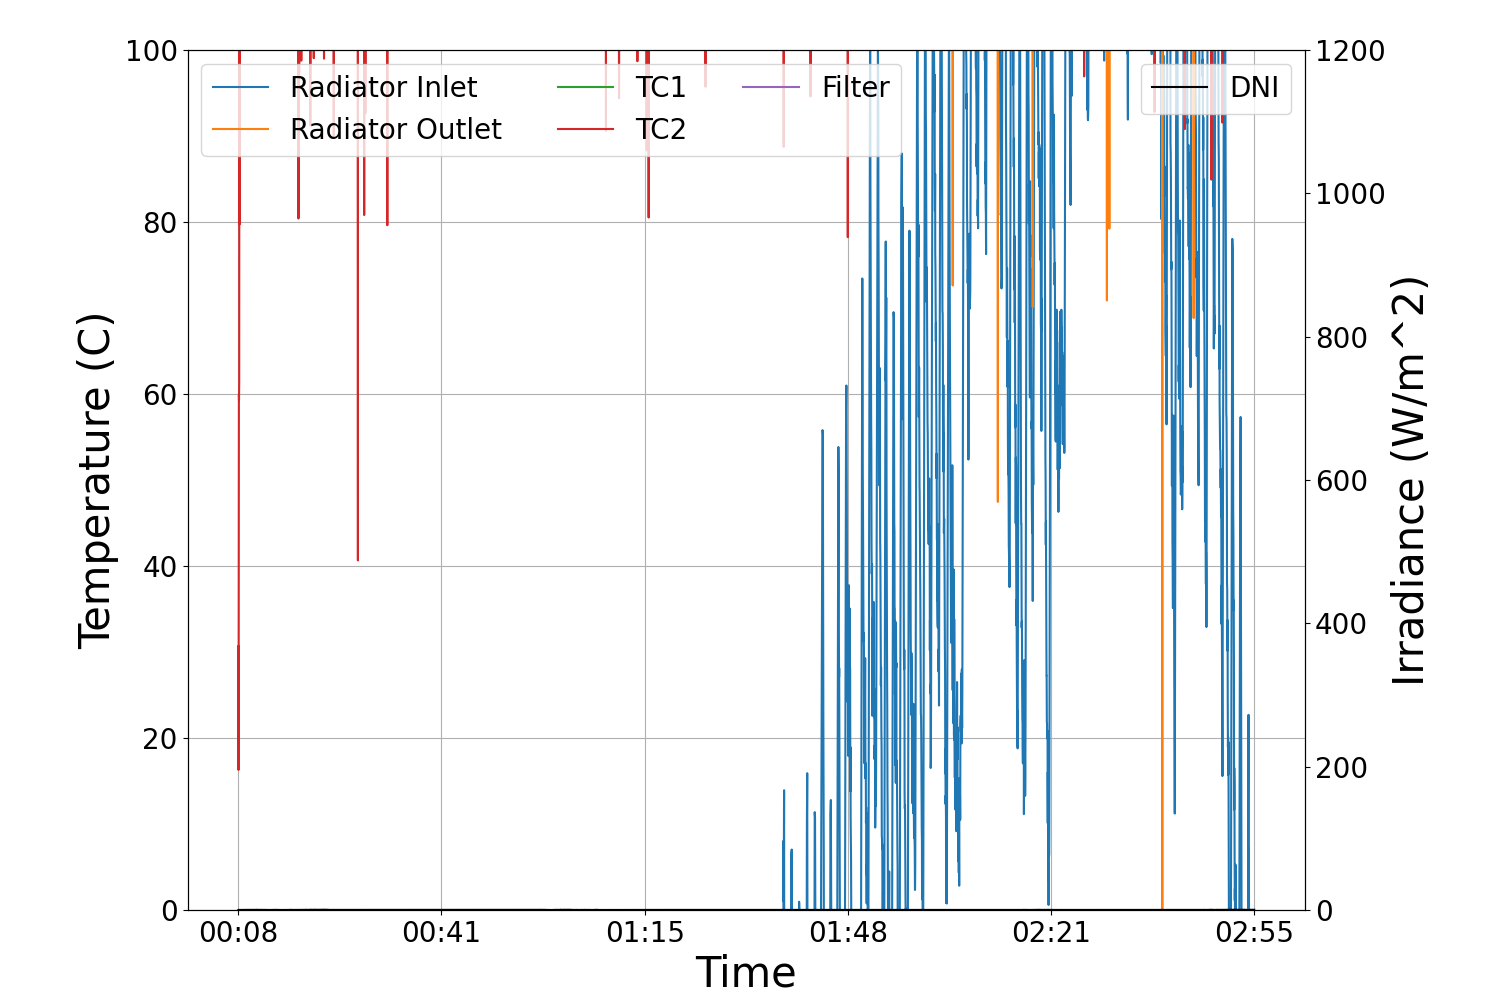 100
80
60
40
20
0
Temperature (C)
Radiator Inlet
Radiator Outlet
TC1
TC2
Filter
DNI
1200
1000
800
600
400
200
0
Irradiance (W/m^2)
00:08 00:41 01:15 01:48 02:21 02:55
Time